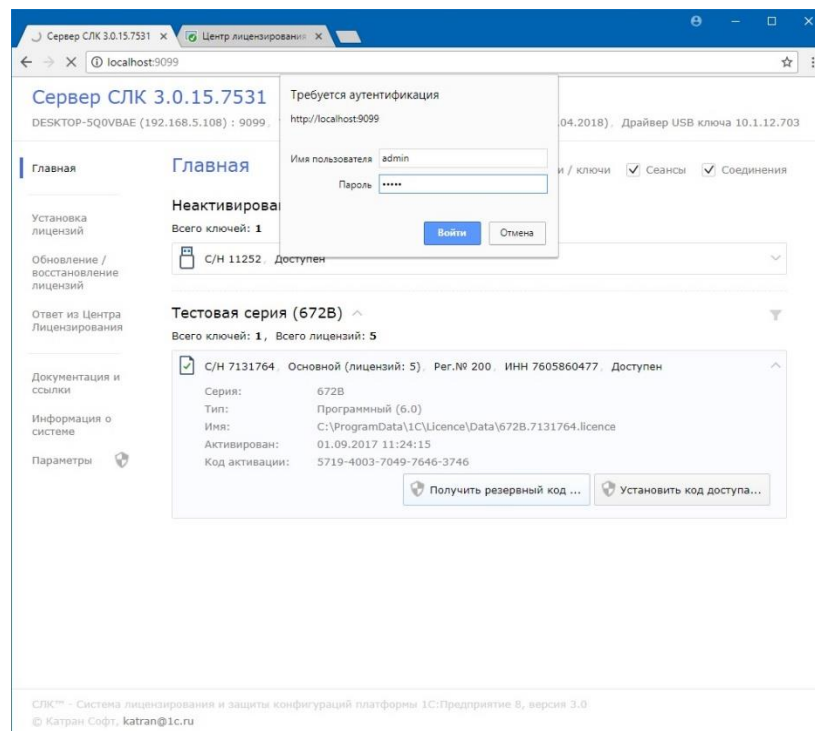 Сервер СЛК 3.0.15.7531
Центр лицензирования
localhost:9099
Сервер СЛК 3.0.15.7531
DESKTOP-5Q0VBAE (192.168.5.108) : 9099,
.04.2018), Драйвер USB ключа 10.1.12.703
Требуется аутентификация
http://localhost:9099
Имя пользователя admin
Пароль •••••
Войти Отмена
Главная
Установка
лицензий
Обновление /
восстановление
лицензий
Ответ из Центра
Лицензирования
Документация и
ссылки
Информация о
системе
Параметры
Главная
и / ключи Сеансы Соединения
Неактивирова
Всего ключей: 1
С/Н 11252, Доступен
Тестовая серия (672B)
Всего ключей: 1, Всего лицензий: 5
С/Н 7131764, Основной (лицензий: 5), Рег.№ 200, ИНН 7605860477, Доступен
Серия: 672B
Тип: Программный (6.0)
Имя: C:\ProgramData\1C\Licence\Data\672B.7131764.licence
Активирован: 01.09.2017 11:24:15
Код активации: 5719-4003-7049-7646-3746
Получить резервный код ...
Установить код доступа...
СЛК™ - Система лицензирования и защиты конфигураций платформы 1С:Предприятие 8, версия 3.0
© Катран Софт, katran@1c.ru